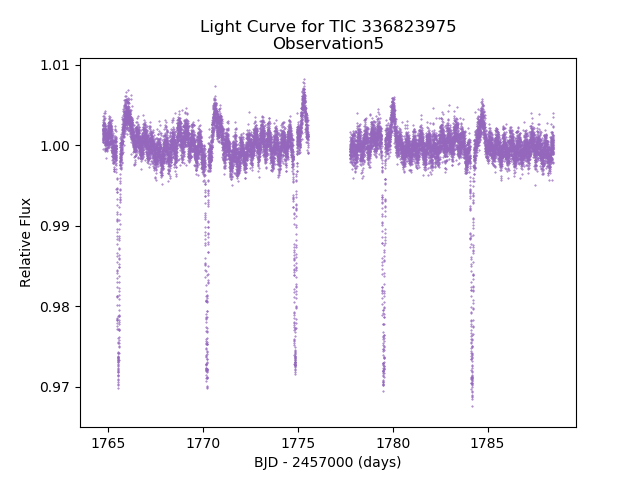 Light Curve for TIC 336823975
Observation5
1.01
1.00
0.99
0.98
0.97
Relative Flux
1765
1770
1775
1780
1785
BJD - 2457000 (days)